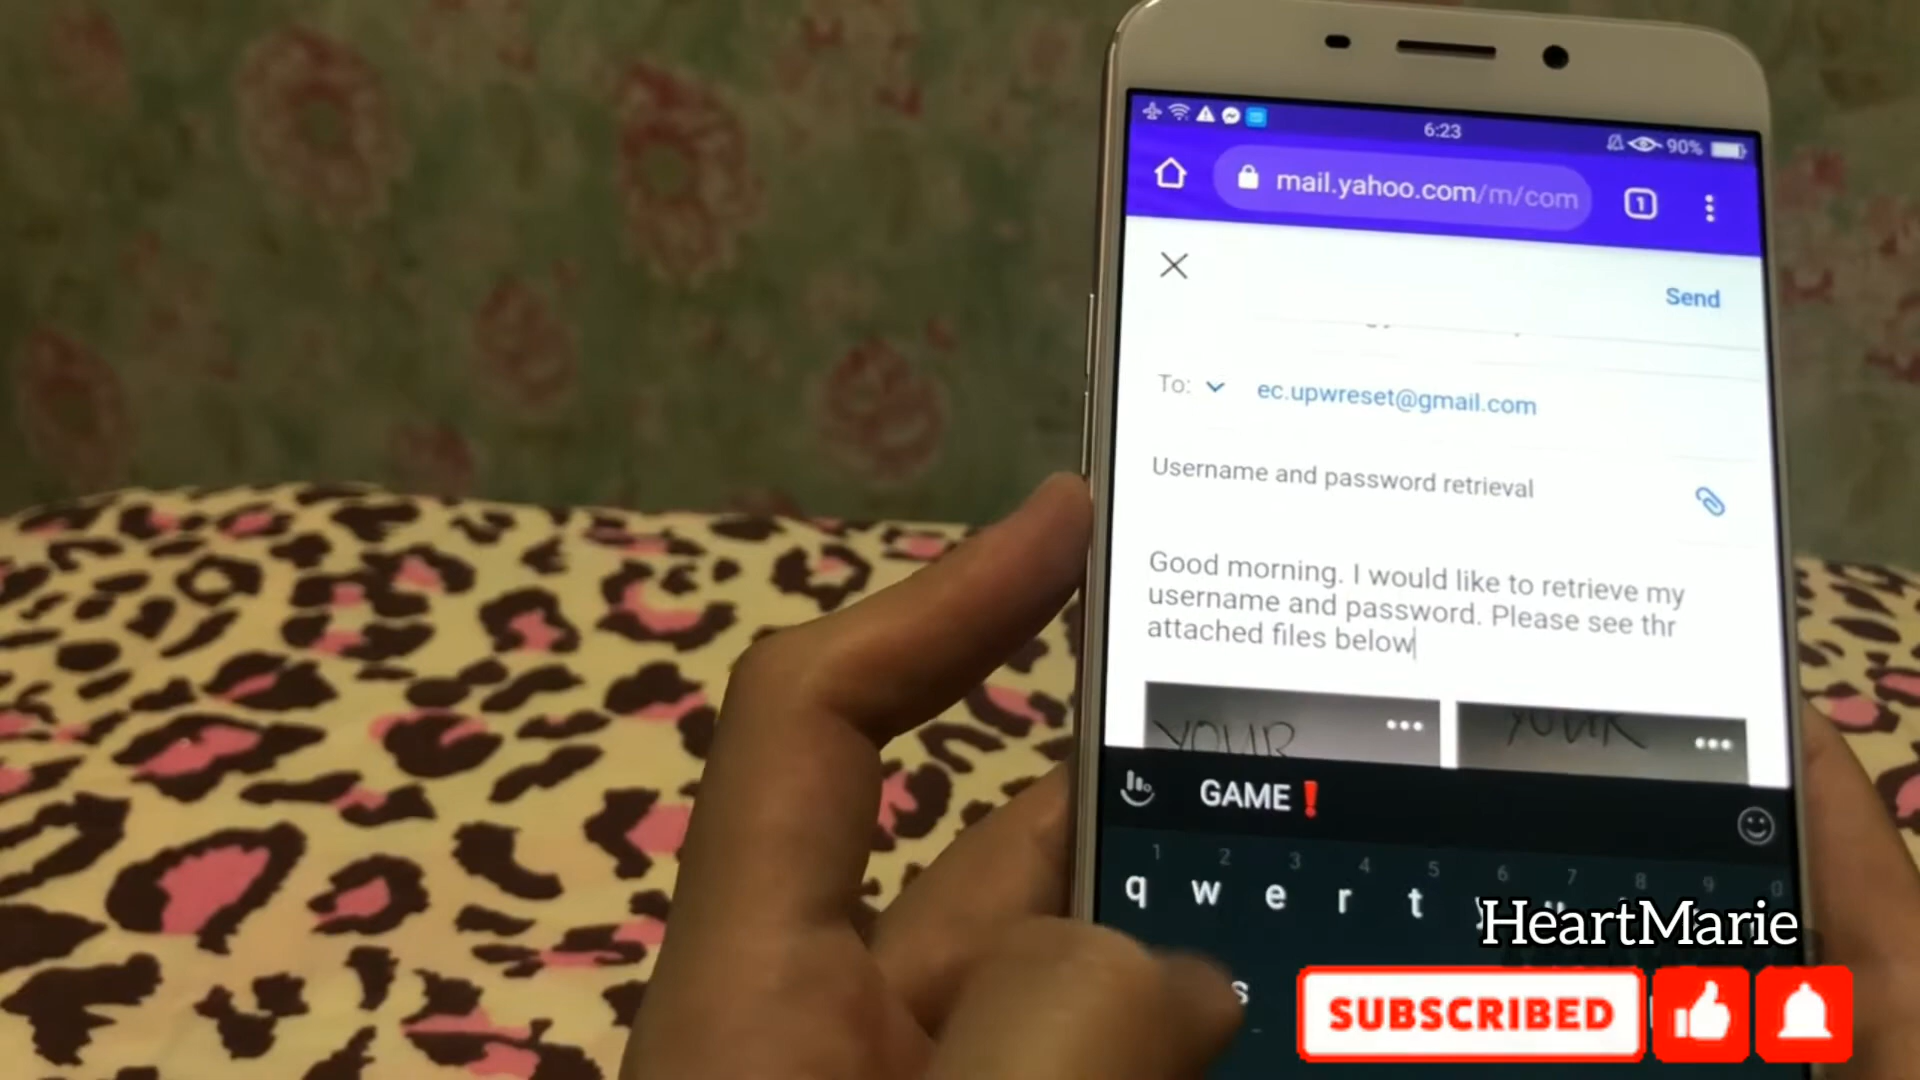 6:23
90%
mail.yahoo.com/m/com
1
Send
To: ec.upwreset@gmail.com
Username and password retrieval
Good morning. I would like to retrieve my
username and password. Please see thr
attached files below
YOUR
YOUR
GAME❗
1 2 3 4 5 6 7 8 9 0
q w e r t
s
HeartMarie
SUBSCRIBED